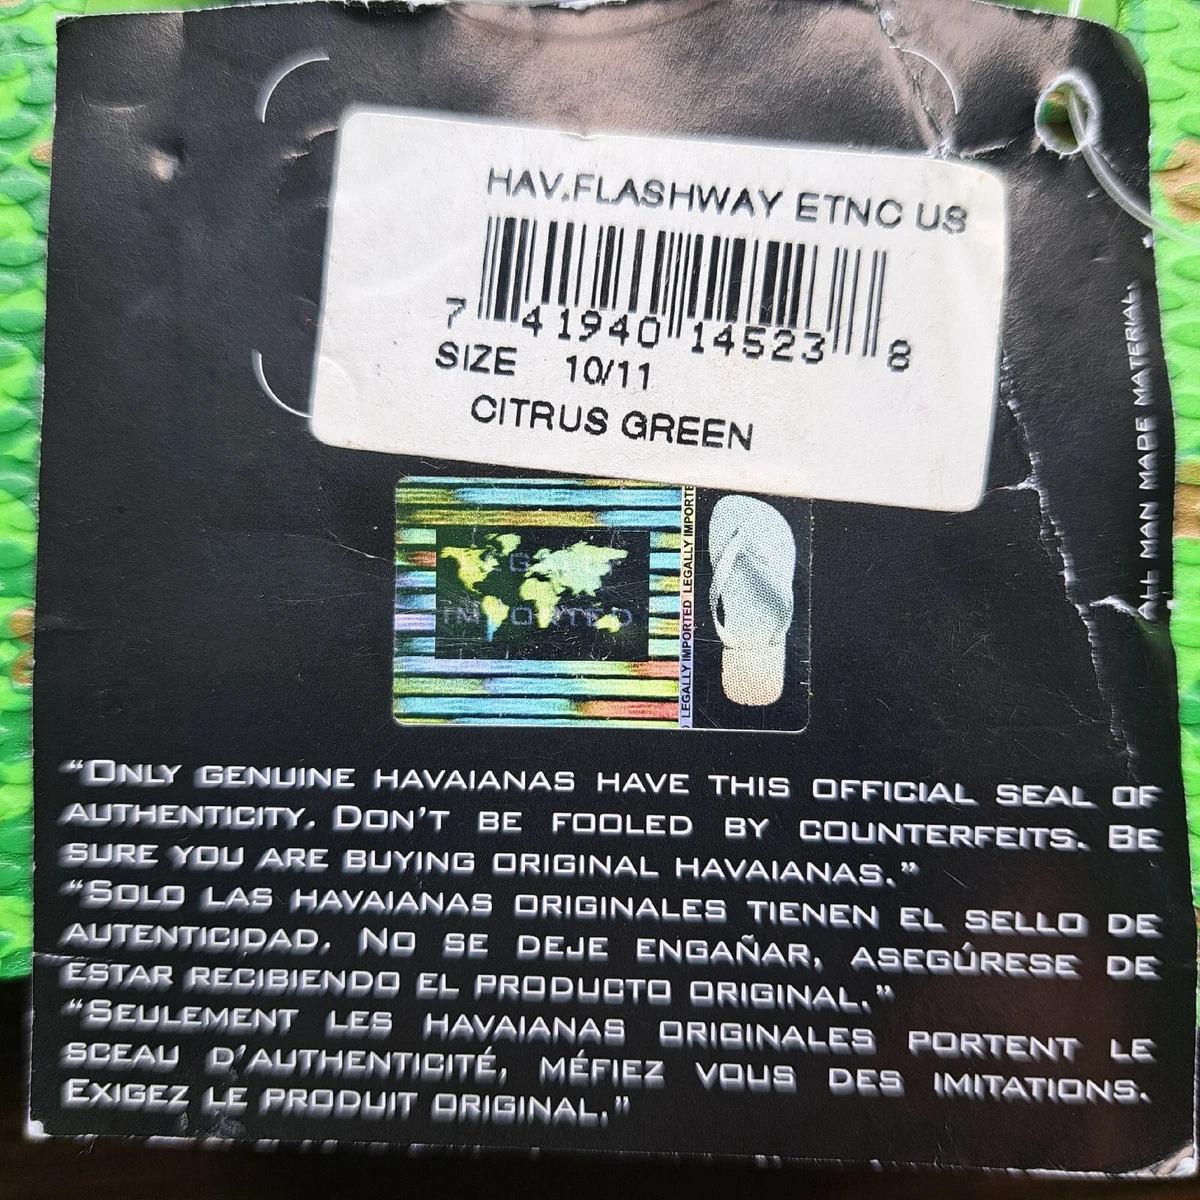 HAV.FLASHWAY ETNC US
7 41940 14523 8
SIZE 10/11
CITRUS GREEN
ALL MAN MADE MATERIAL.
IMPORTED
LEGALLY IMPORTED LEGALLY IMPORTE
“ONLY GENUINE HAVAIANAS HAVE THIS OFFICIAL SEAL OF
AUTHENTICITY. DON'T BE FOOLED BY COUNTERFEITS. BE
SURE YOU ARE BUYING ORIGINAL HAVAIANAS.”
“SOLO LAS HAVAIANAS ORIGINALES TIENEN EL SELLO DE
AUTENTICIDAD. NO SE DEJE ENGAÑAR, ASEGÚRESE DE
ESTAR RECIBIENDO EL PRODUCTO ORIGINAL.”
“SEULEMENT LES HAVAIANAS ORIGINALES PORTENT LE
SCEAU D'AUTHENTICITÉ, MÉFIEZ VOUS DES IMITATIONS.
EXIGEZ LE PRODUIT ORIGINAL.”